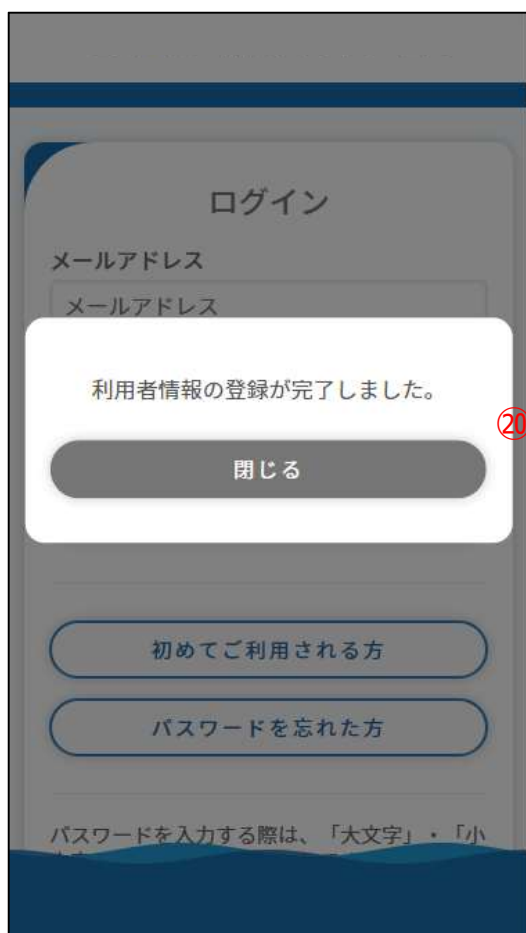 ログイン
メールアドレス
メールアドレス
利用者情報の登録が完了しました。
⑳
閉じる
初めてご利用される方
パスワードを忘れた方
パスワードを入力する際は、「大文字」・「小